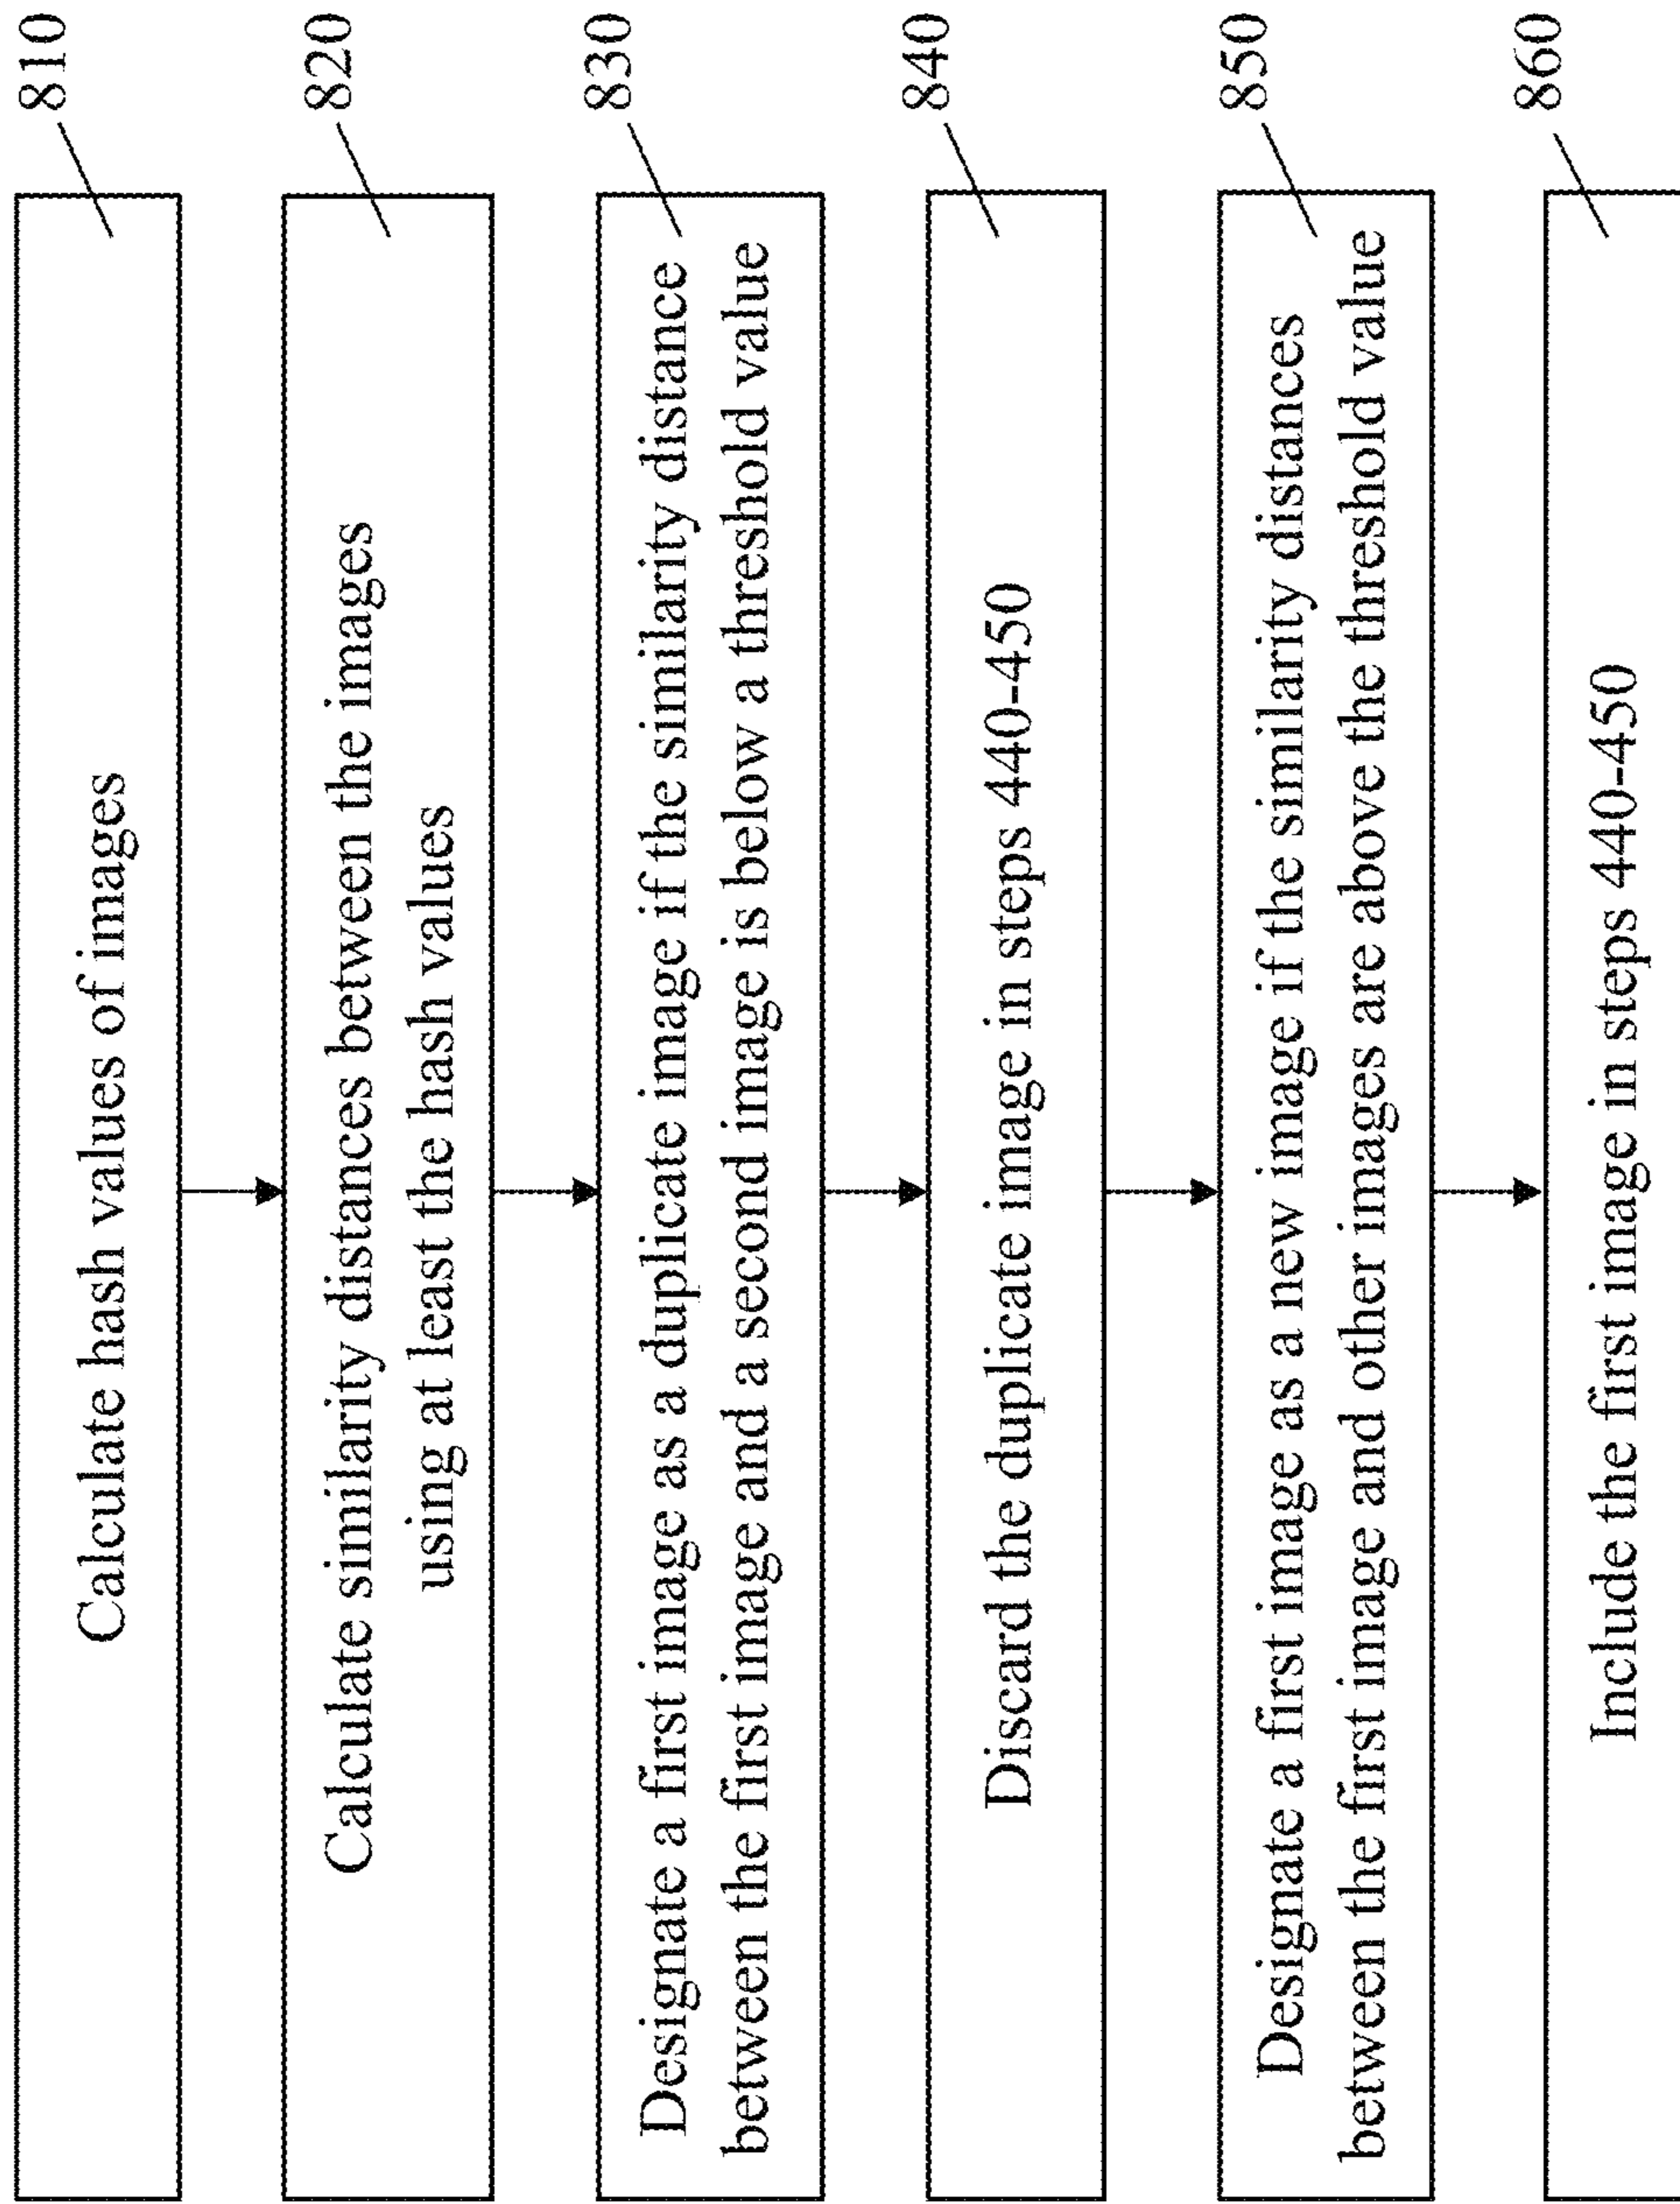 810
Calculate hash values of images
820
Calculate similarity distances between the images
using at least the hash values
830
Designate a first image as a duplicate image if the similarity distance
between the first image and a second image is below a threshold value
840
Discard the duplicate image in steps 440-450
850
Designate a first image as a new image if the similarity distances
between the first image and other images are above the threshold value
860
Include the first image in steps 440-450